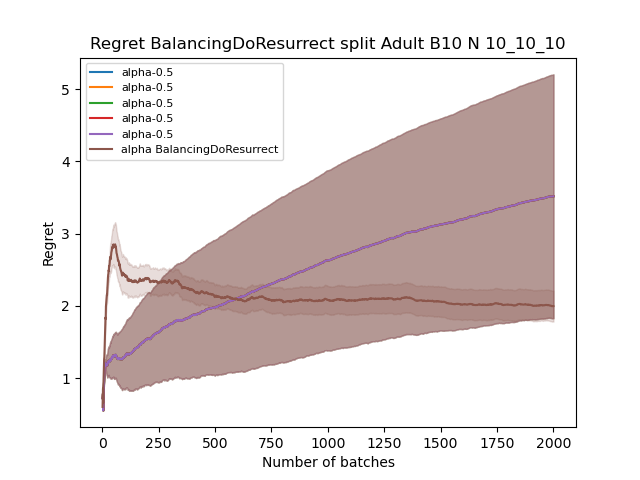 Regret BalancingDoResurrect split Adult B10 N 10_10_10
alpha-0.5
alpha-0.5
alpha-0.5
alpha-0.5
alpha-0.5
alpha BalancingDoResurrect
Regret
5
4
3
2
1
0 250 500 750 1000 1250 1500 1750 2000
Number of batches